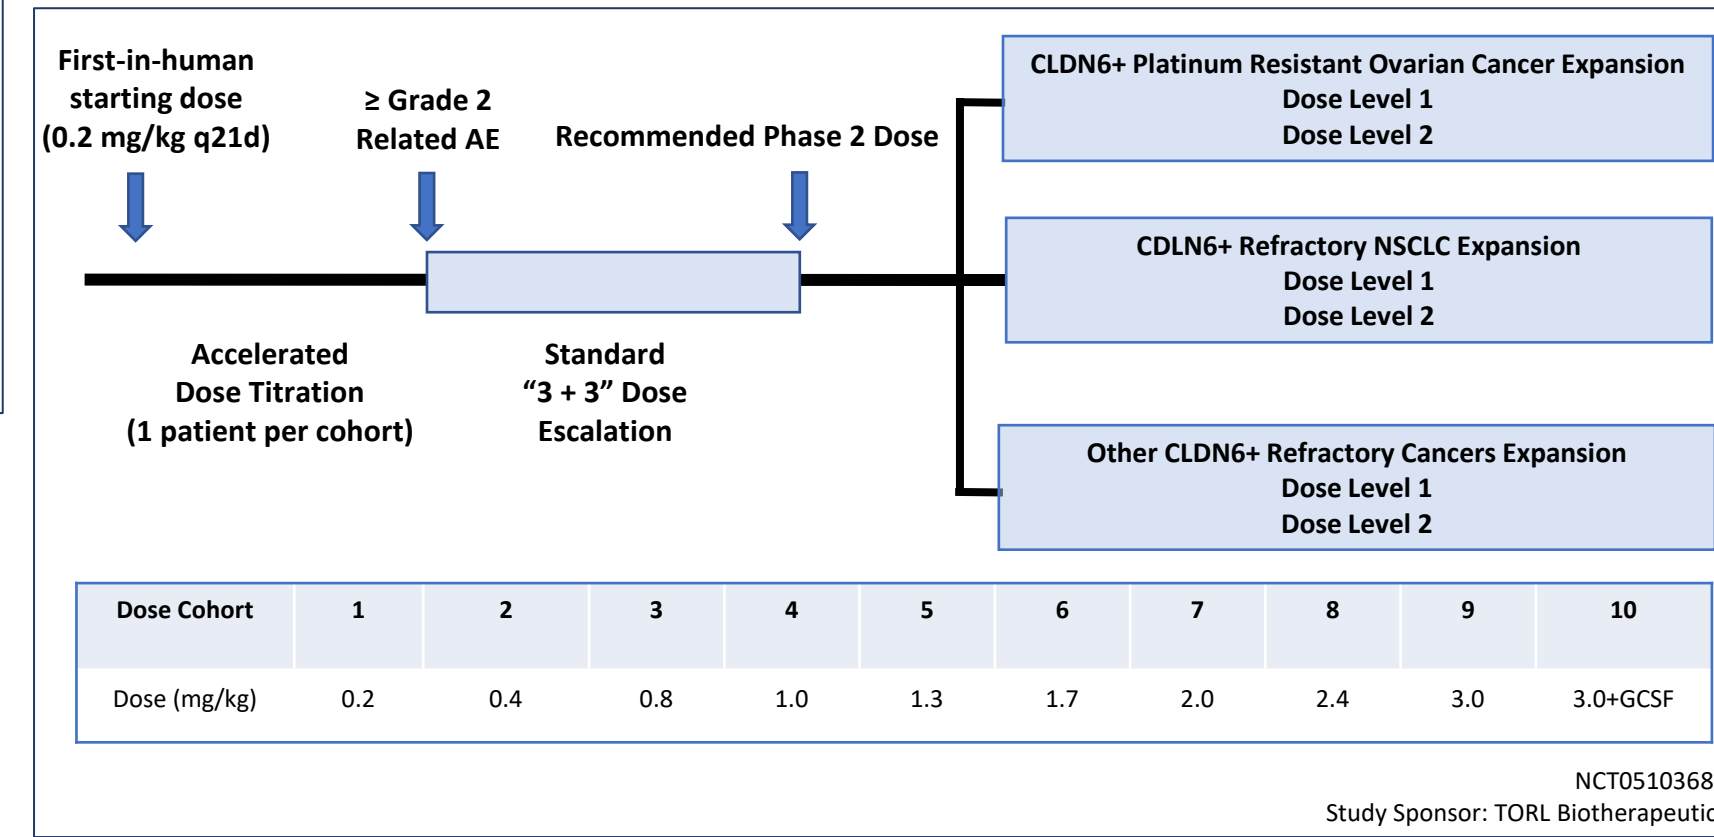 First-in-human
starting dose
(0.2 mg/kg q21d)
≥ Grade 2
Related AE
Recommended Phase 2 Dose
CLDN6+ Platinum Resistant Ovarian Cancer Expansion
Dose Level 1
Dose Level 2
CDLN6+ Refractory NSCLC Expansion
Dose Level 1
Dose Level 2
Accelerated
Dose Titration
(1 patient per cohort)
Standard
“3 + 3” Dose
Escalation
Other CLDN6+ Refractory Cancers Expansion
Dose Level 1
Dose Level 2
Dose Cohort 1 2 3 4 5 6 7 8 9 10
Dose (mg/kg) 0.2 0.4 0.8 1.0 1.3 1.7 2.0 2.4 3.0 3.0+GCSF
NCT0510368
Study Sponsor: TORL Biotherapeutic